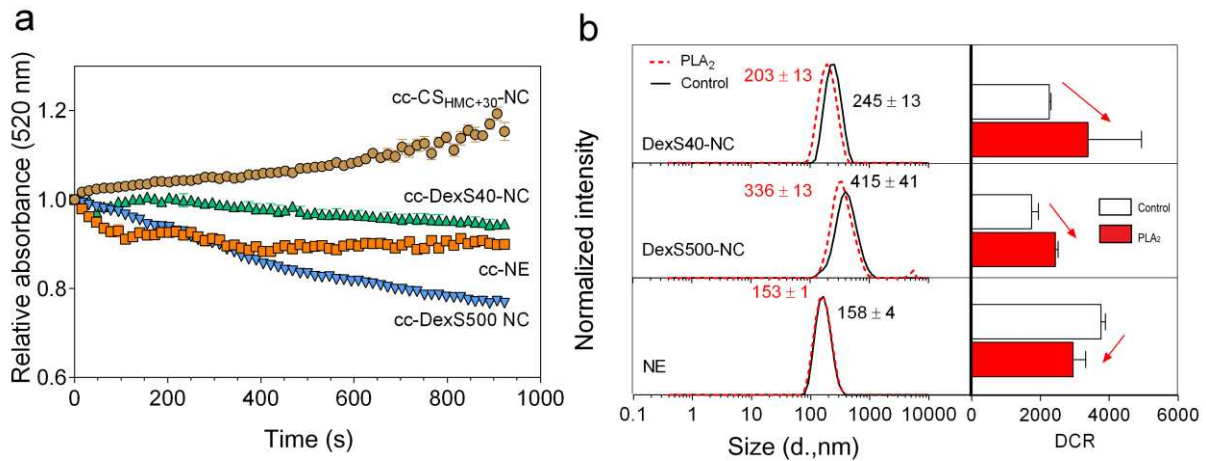 a
Relative absorbance (520 nm)
1.2
1.0
0.8
0.6
cc-CSHMC+30-NC
cc-DexS40-NC
cc-NE
cc-DexS500 NC
0
200
400
600
800
1000
Time (s)
b
Normalized intensity
PLA2
Control
203 ± 13
245 ± 13
DexS40-NC
336 ± 13
415 ± 41
DexS500-NC
153 ± 1
158 ± 4
NE
0.1
1
10
100
1000
10000
Size (d.,nm)
Control
PLA2
0
2000
4000
6000
DCR